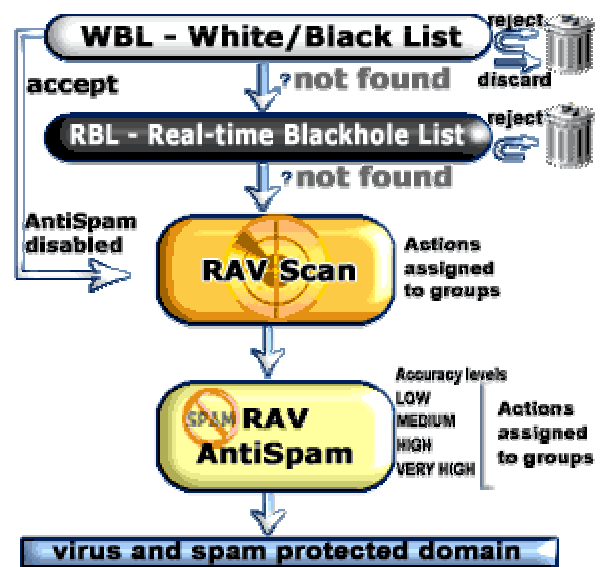 WBL - White/Black List
reject
discard
accept
? not found
RBL - Real-time Blackhole List
reject
? not found
AntiSpam
disabled
RAV Scan
Actions
assigned
to groups
Accuracy levels
LOW
MEDIUM
HIGH
VERY HIGH
Actions
assigned
to groups
SPAM
RAV
AntiSpam
virus and spam protected domain